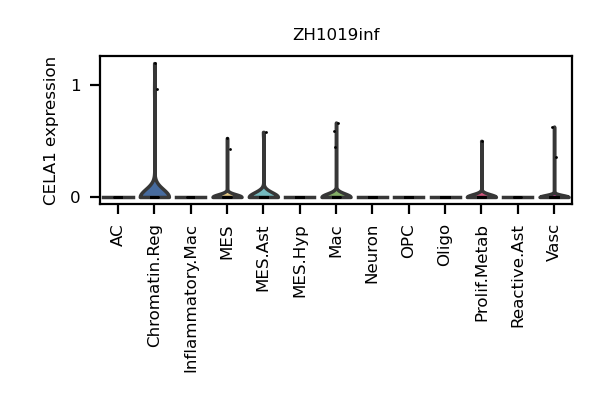 ZH1019inf
CELA1 expression
1
0
AC
Chromatin.Reg
Inflammatory.Mac
MES
MES.Ast
MES.Hyp
Mac
Neuron
OPC
Oligo
Prolif.Metab
Reactive.Ast
Vasc